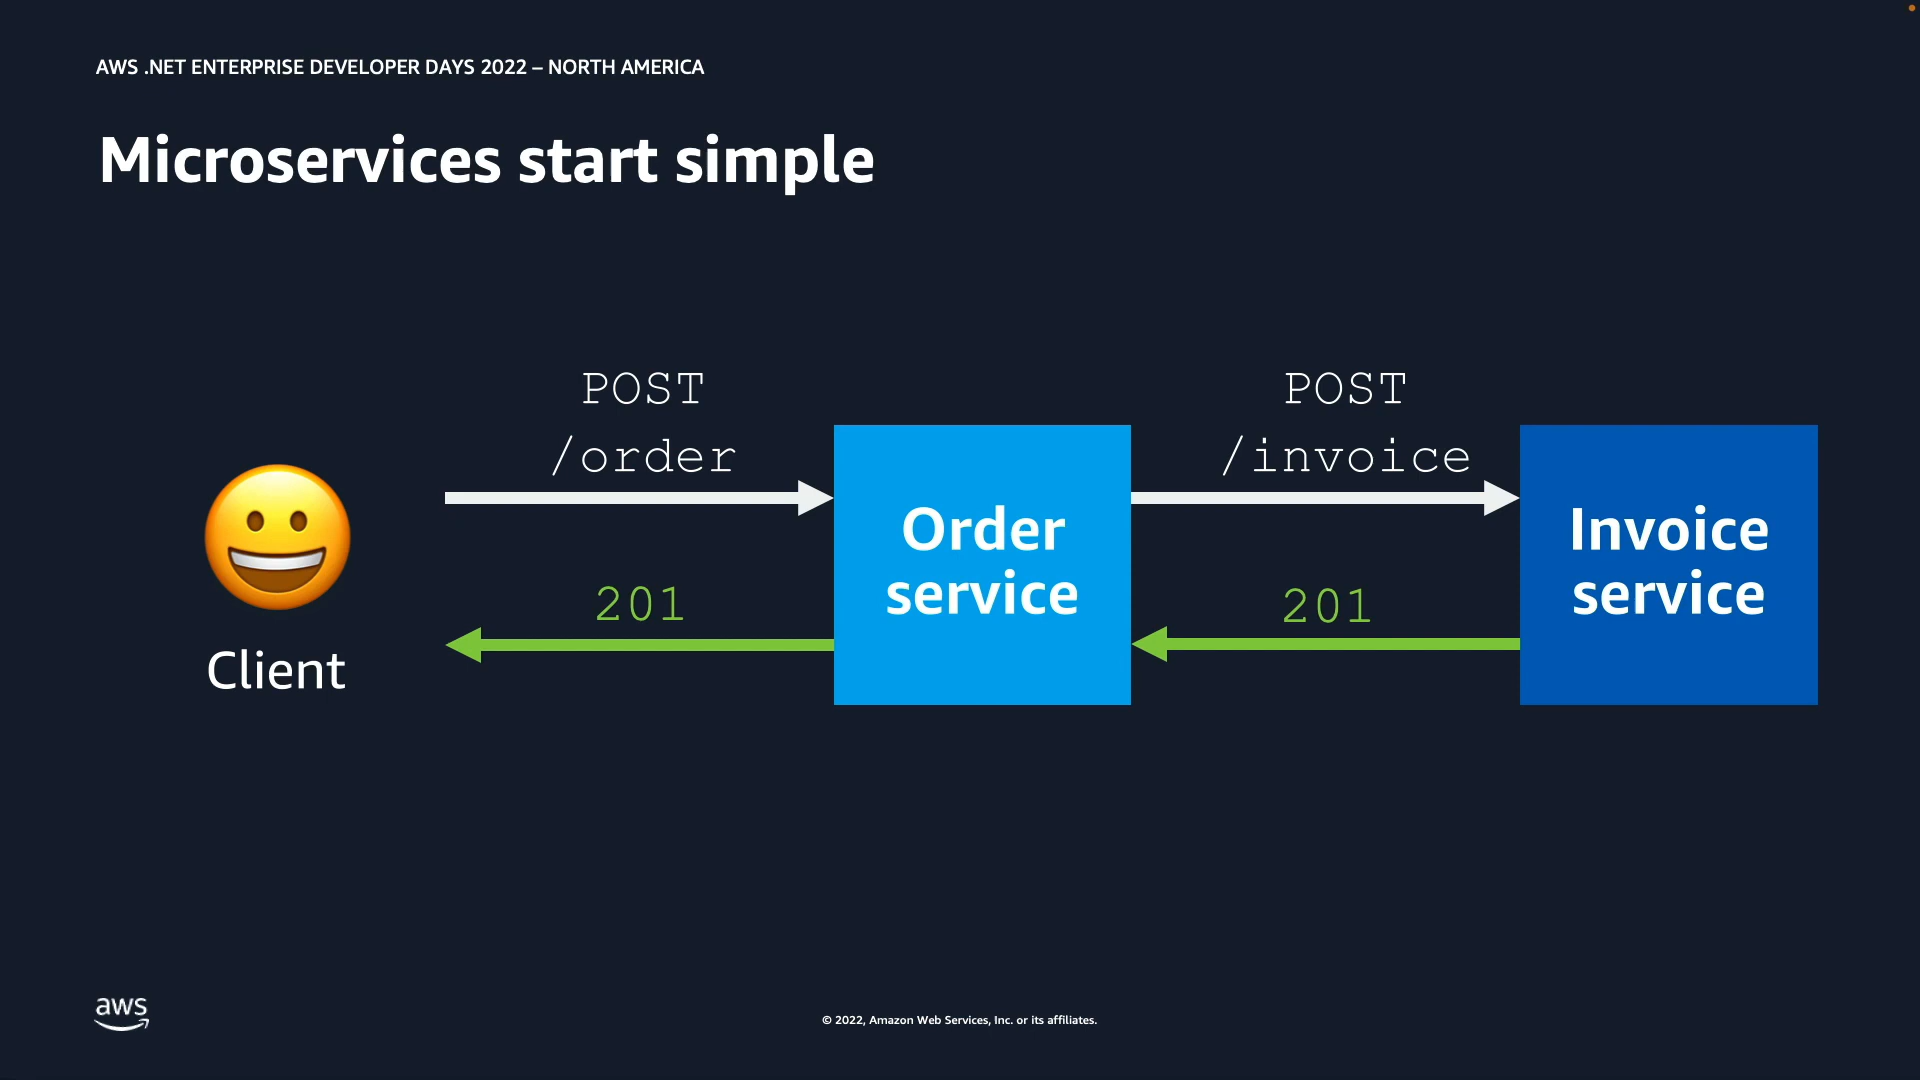 AWS .NET ENTERPRISE DEVELOPER DAYS 2022 – NORTH AMERICA
Microservices start simple
POST
/order
POST
/invoice
Order
service
Invoice
service
201
201
Client
aws
© 2022, Amazon Web Services, Inc. or its affiliates.